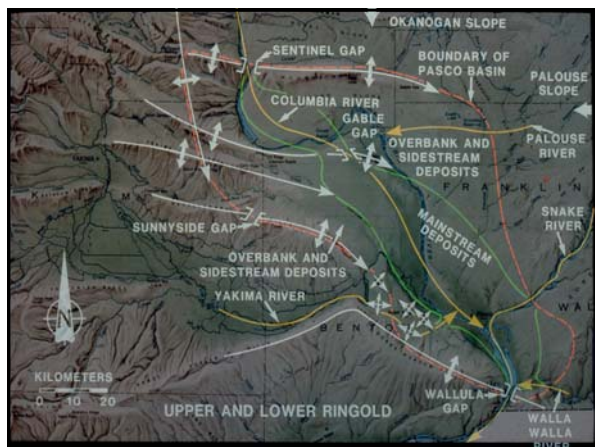 OKANOGAN SLOPE
SENTINEL GAP
BOUNDARY OF
PASCO BASIN
PALOUSE
SLOPE
COLUMBIA RIVER
GABLE
GAP
OVERBANK AND
SIDESTREAM
DEPOSITS
PALOUSE
RIVER
FRANKLIN
SNAKE
RIVER
MAINSTREAM
DEPOSITS
SUNNYSIDE GAP
OVERBANK AND
SIDESTREAM DEPOSITS
YAKIMA RIVER
BENTO
WAL
N
KILOMETERS
0 10 20
WALLULA
GAP
UPPER AND LOWER RINGOLD
WALLA
WALLA
RIVER